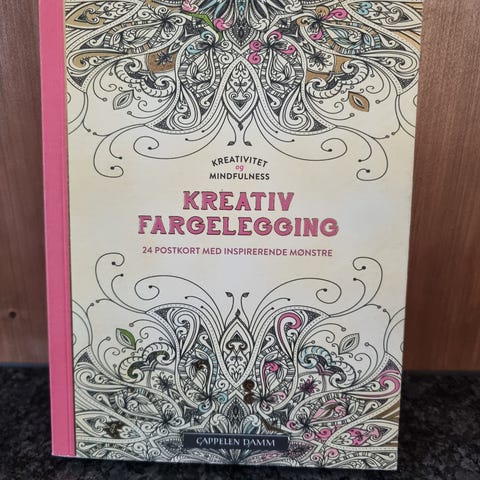 KREATIVITET
og
MINDFULNESS
KREATIV
FARGELEGGING
24 POSTKORT MED INSPIRERENDE MØNSTRE
CAPPELEN DAMM